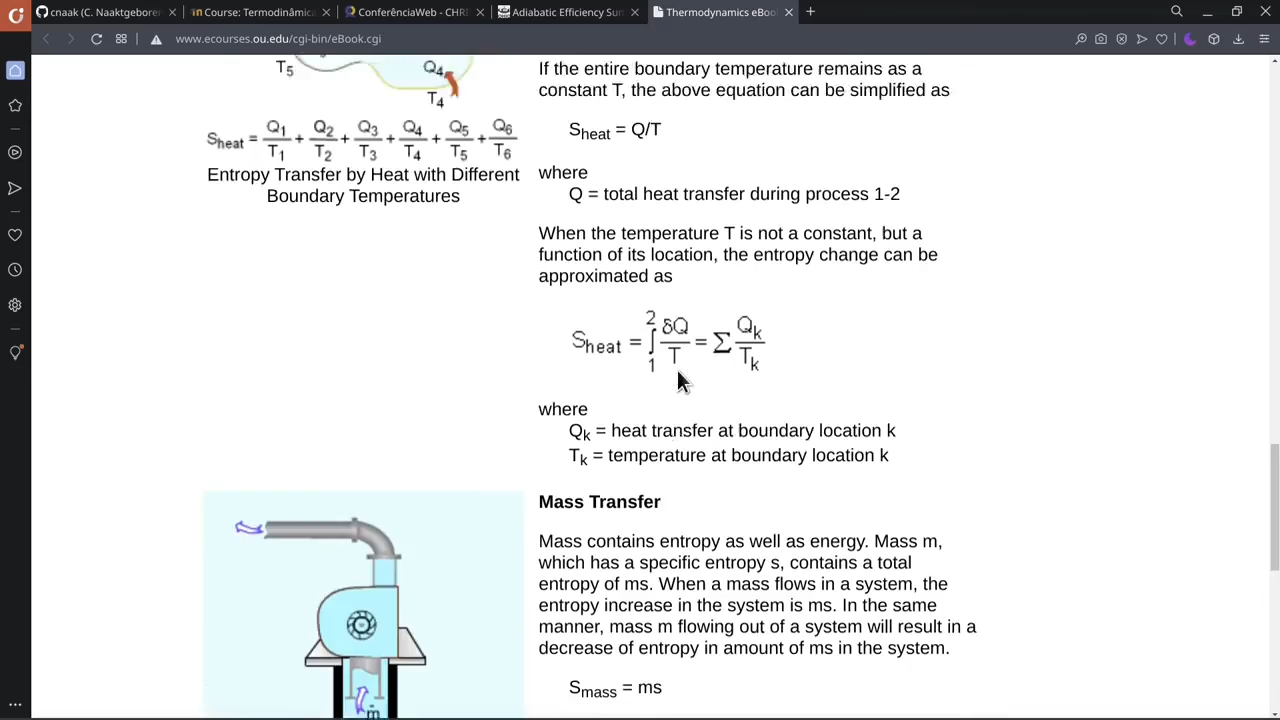 cnaak (C. Naaktgeboren
Course: Termodinâmica
ConferênciaWeb - CHRI
Adiabatic Efficiency Sum
Thermodynamics eBook
www.ecourses.ou.edu/cgi-bin/eBook.cgi
T5
Q4
T4
Sheat = Q1/T1 + Q2/T2 + Q3/T3 + Q4/T4 + Q5/T5 + Q6/T6
Entropy Transfer by Heat with Different
Boundary Temperatures
If the entire boundary temperature remains as a
constant T, the above equation can be simplified as
Sheat = Q/T
where
Q = total heat transfer during process 1-2
When the temperature T is not a constant, but a
function of its location, the entropy change can be
approximated as
Sheat = ∫₁² δQ/T = Σ Qk/Tk
where
Qk = heat transfer at boundary location k
Tk = temperature at boundary location k
Mass Transfer
Mass contains entropy as well as energy. Mass m,
which has a specific entropy s, contains a total
entropy of ms. When a mass flows in a system, the
entropy increase in the system is ms. In the same
manner, mass m flowing out of a system will result in a
decrease of entropy in amount of ms in the system.
Smass = ms
ṁ